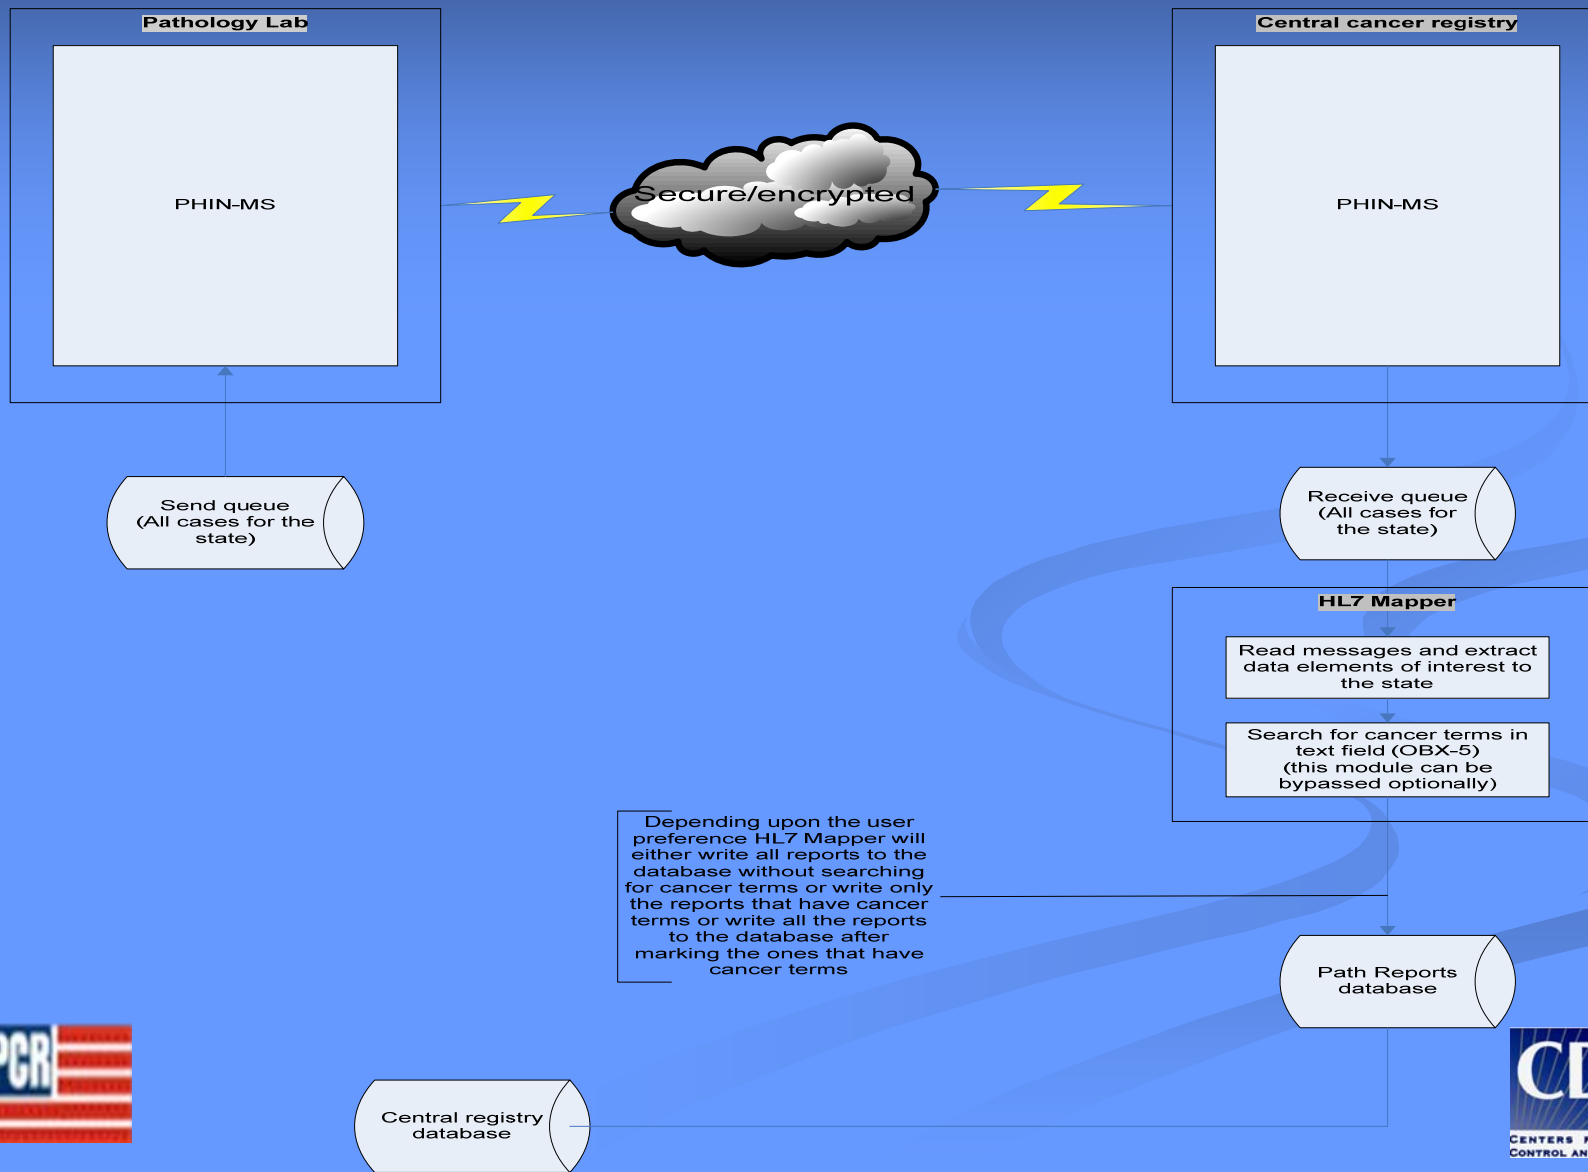 Pathology Lab
PHIN-MS
Secure/encrypted
Central cancer registry
PHIN-MS
Send queue
(All cases for the
state)
Receive queue
(All cases for
the state)
HL7 Mapper
Read messages and extract
data elements of interest to
the state
Search for cancer terms in
text field (OBX-5)
(this module can be
bypassed optionally)
Depending upon the user
preference HL7 Mapper will
either write all reports to the
database without searching
for cancer terms or write only
the reports that have cancer
terms or write all the reports
to the database after
marking the ones that have
cancer terms
Path Reports
database
Central registry
database
PCR
CD
CENTERS
CONTROL AN